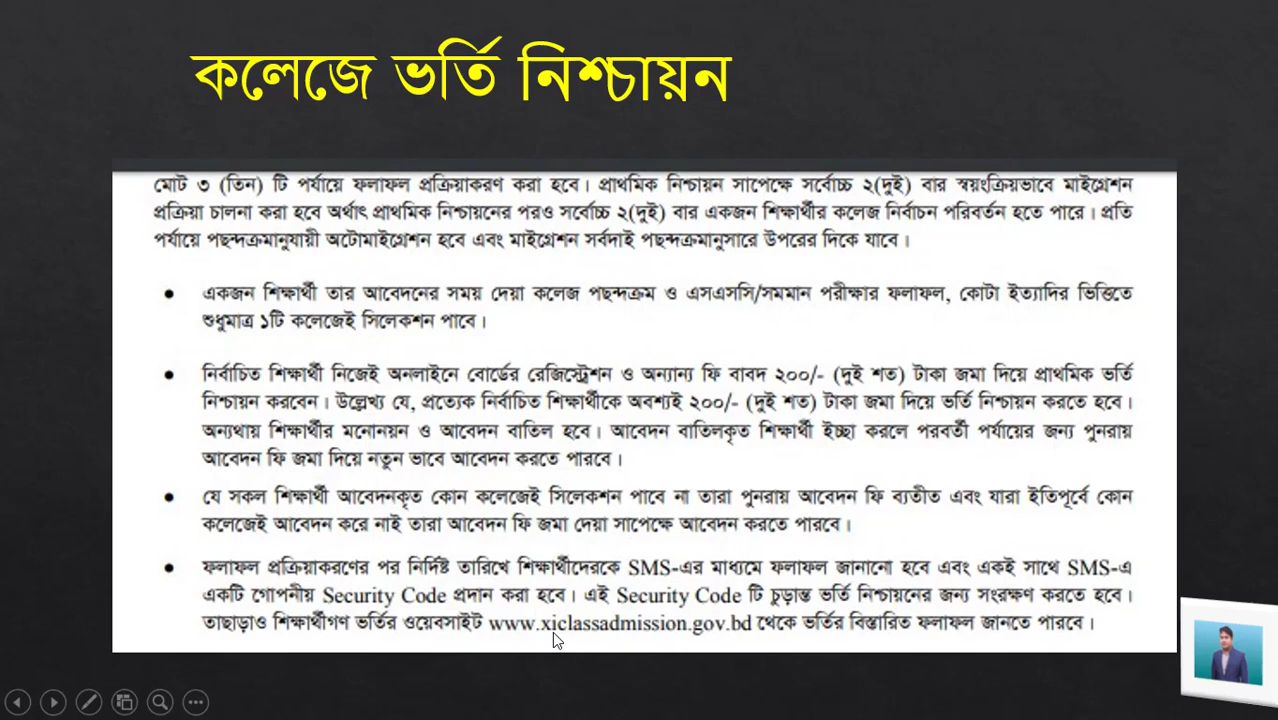 কলেজে ভর্তি নিশ্চায়ন
মোট ৩ (তিন) টি পর্যায়ে ফলাফল প্রক্রিয়াকরণ করা হবে। প্রাথমিক নিশ্চায়ন সাপেক্ষে সর্বোচ্চ ২(দুই) বার স্বয়ংক্রিয়ভাবে মাইগ্রেশন
প্রক্রিয়া চালনা করা হবে অর্থাৎ প্রাথমিক নিশ্চায়নের পরও সর্বোচ্চ ২(দুই) বার একজন শিক্ষার্থীর কলেজ নির্বাচন পরিবর্তন হতে পারে। প্রতি
পর্যায়ে পছন্দক্রমানুযায়ী অটোমাইগ্রেশন হবে এবং মাইগ্রেশন সর্বদাই পছন্দক্রমানুসারে উপরের দিকে যাবে।
● একজন শিক্ষার্থী তার আবেদনের সময় দেয়া কলেজ পছন্দক্রম ও এসএসসি/সমমান পরীক্ষার ফলাফল, কোটা ইত্যাদির ভিত্তিতে
শুধুমাত্র ১টি কলেজেই সিলেকশন পাবে।
● নির্বাচিত শিক্ষার্থী নিজেই অনলাইনে বোর্ডের রেজিস্ট্রেশন ও অন্যান্য ফি বাবদ ২০০/- (দুই শত) টাকা জমা দিয়ে প্রাথমিক ভর্তি
নিশ্চায়ন করবেন। উল্লেখ্য যে, প্রত্যেক নির্বাচিত শিক্ষার্থীকে অবশ্যই ২০০/- (দুই শত) টাকা জমা দিয়ে ভর্তি নিশ্চায়ন করতে হবে।
অন্যথায় শিক্ষার্থীর মনোনয়ন ও আবেদন বাতিল হবে। আবেদন বাতিলকৃত শিক্ষার্থী ইচ্ছা করলে পরবর্তী পর্যায়ের জন্য পুনরায়
আবেদন ফি জমা দিয়ে নতুন ভাবে আবেদন করতে পারবে।
● যে সকল শিক্ষার্থী আবেদনকৃত কোন কলেজেই সিলেকশন পাবে না তারা পুনরায় আবেদন ফি ব্যতীত এবং যারা ইতিপূর্বে কোন
কলেজেই আবেদন করে নাই তারা আবেদন ফি জমা দেয়া সাপেক্ষে আবেদন করতে পারবে।
● ফলাফল প্রক্রিয়াকরণের পর নির্দিষ্ট তারিখে শিক্ষার্থীদেরকে SMS-এর মাধ্যমে ফলাফল জানানো হবে এবং একই সাথে SMS-এ
একটি গোপনীয় Security Code প্রদান করা হবে। এই Security Code টি চুড়ান্ত ভর্তি নিশ্চায়নের জন্য সংরক্ষণ করতে হবে।
তাছাড়াও শিক্ষার্থীগণ ভর্তির ওয়েবসাইট www.xiclassadmission.gov.bd থেকে ভর্তির বিস্তারিত ফলাফল জানতে পারবে।